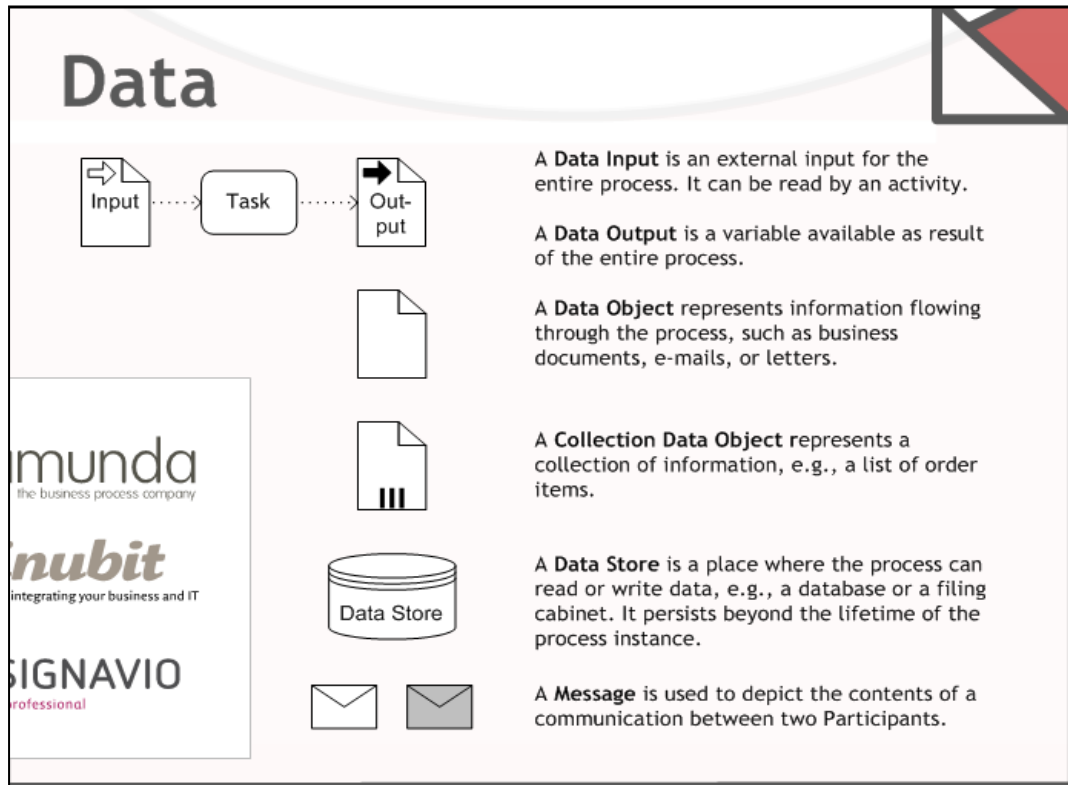 Data
Input
Task
Out-
put
A Data Input is an external input for the
entire process. It can be read by an activity.
A Data Output is a variable available as result
of the entire process.
A Data Object represents information flowing
through the process, such as business
documents, e-mails, or letters.
A Collection Data Object represents a
collection of information, e.g., a list of order
items.
Data Store
A Data Store is a place where the process can
read or write data, e.g., a database or a filing
cabinet. It persists beyond the lifetime of the
process instance.
A Message is used to depict the contents of a
communication between two Participants.
amunda
the business process company
inubit
integrating your business and IT
SIGNAVIO
rofessional